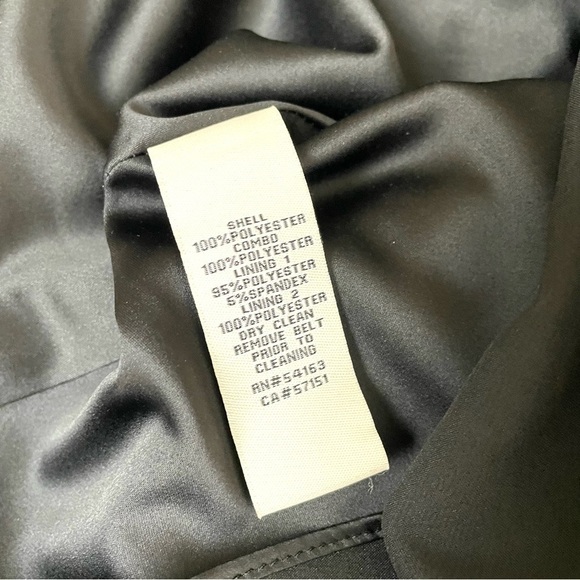 SHELL
100%POLYESTER
COMBO
100%POLYESTER
LINING 1
95%POLYESTER
5%SPANDEX
LINING 2
100%POLYESTER
DRY CLEAN
REMOVE BELT
PRIOR TO
CLEANING
RN#54163
CA#57151